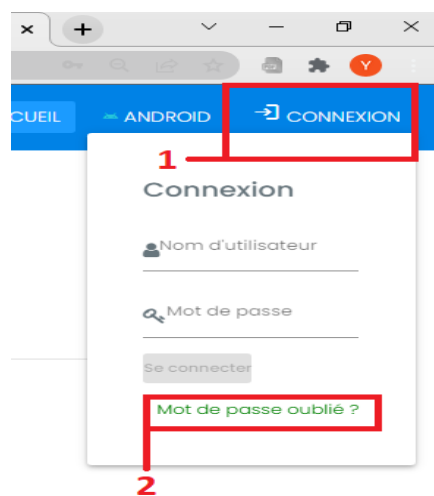 Y
CUEIL ANDROID CONNEXION
1
Connexion
Nom d'utilisateur
Mot de passe
Se connecter
Mot de passe oublié ?
2